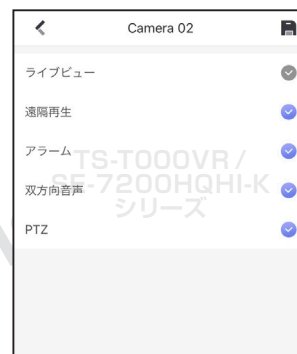 Camera 02
ライブビュー
遠隔再生
アラーム
双方向音声
PTZ
TS-T000VR /
SE-7200HQHI-K
シリーズ